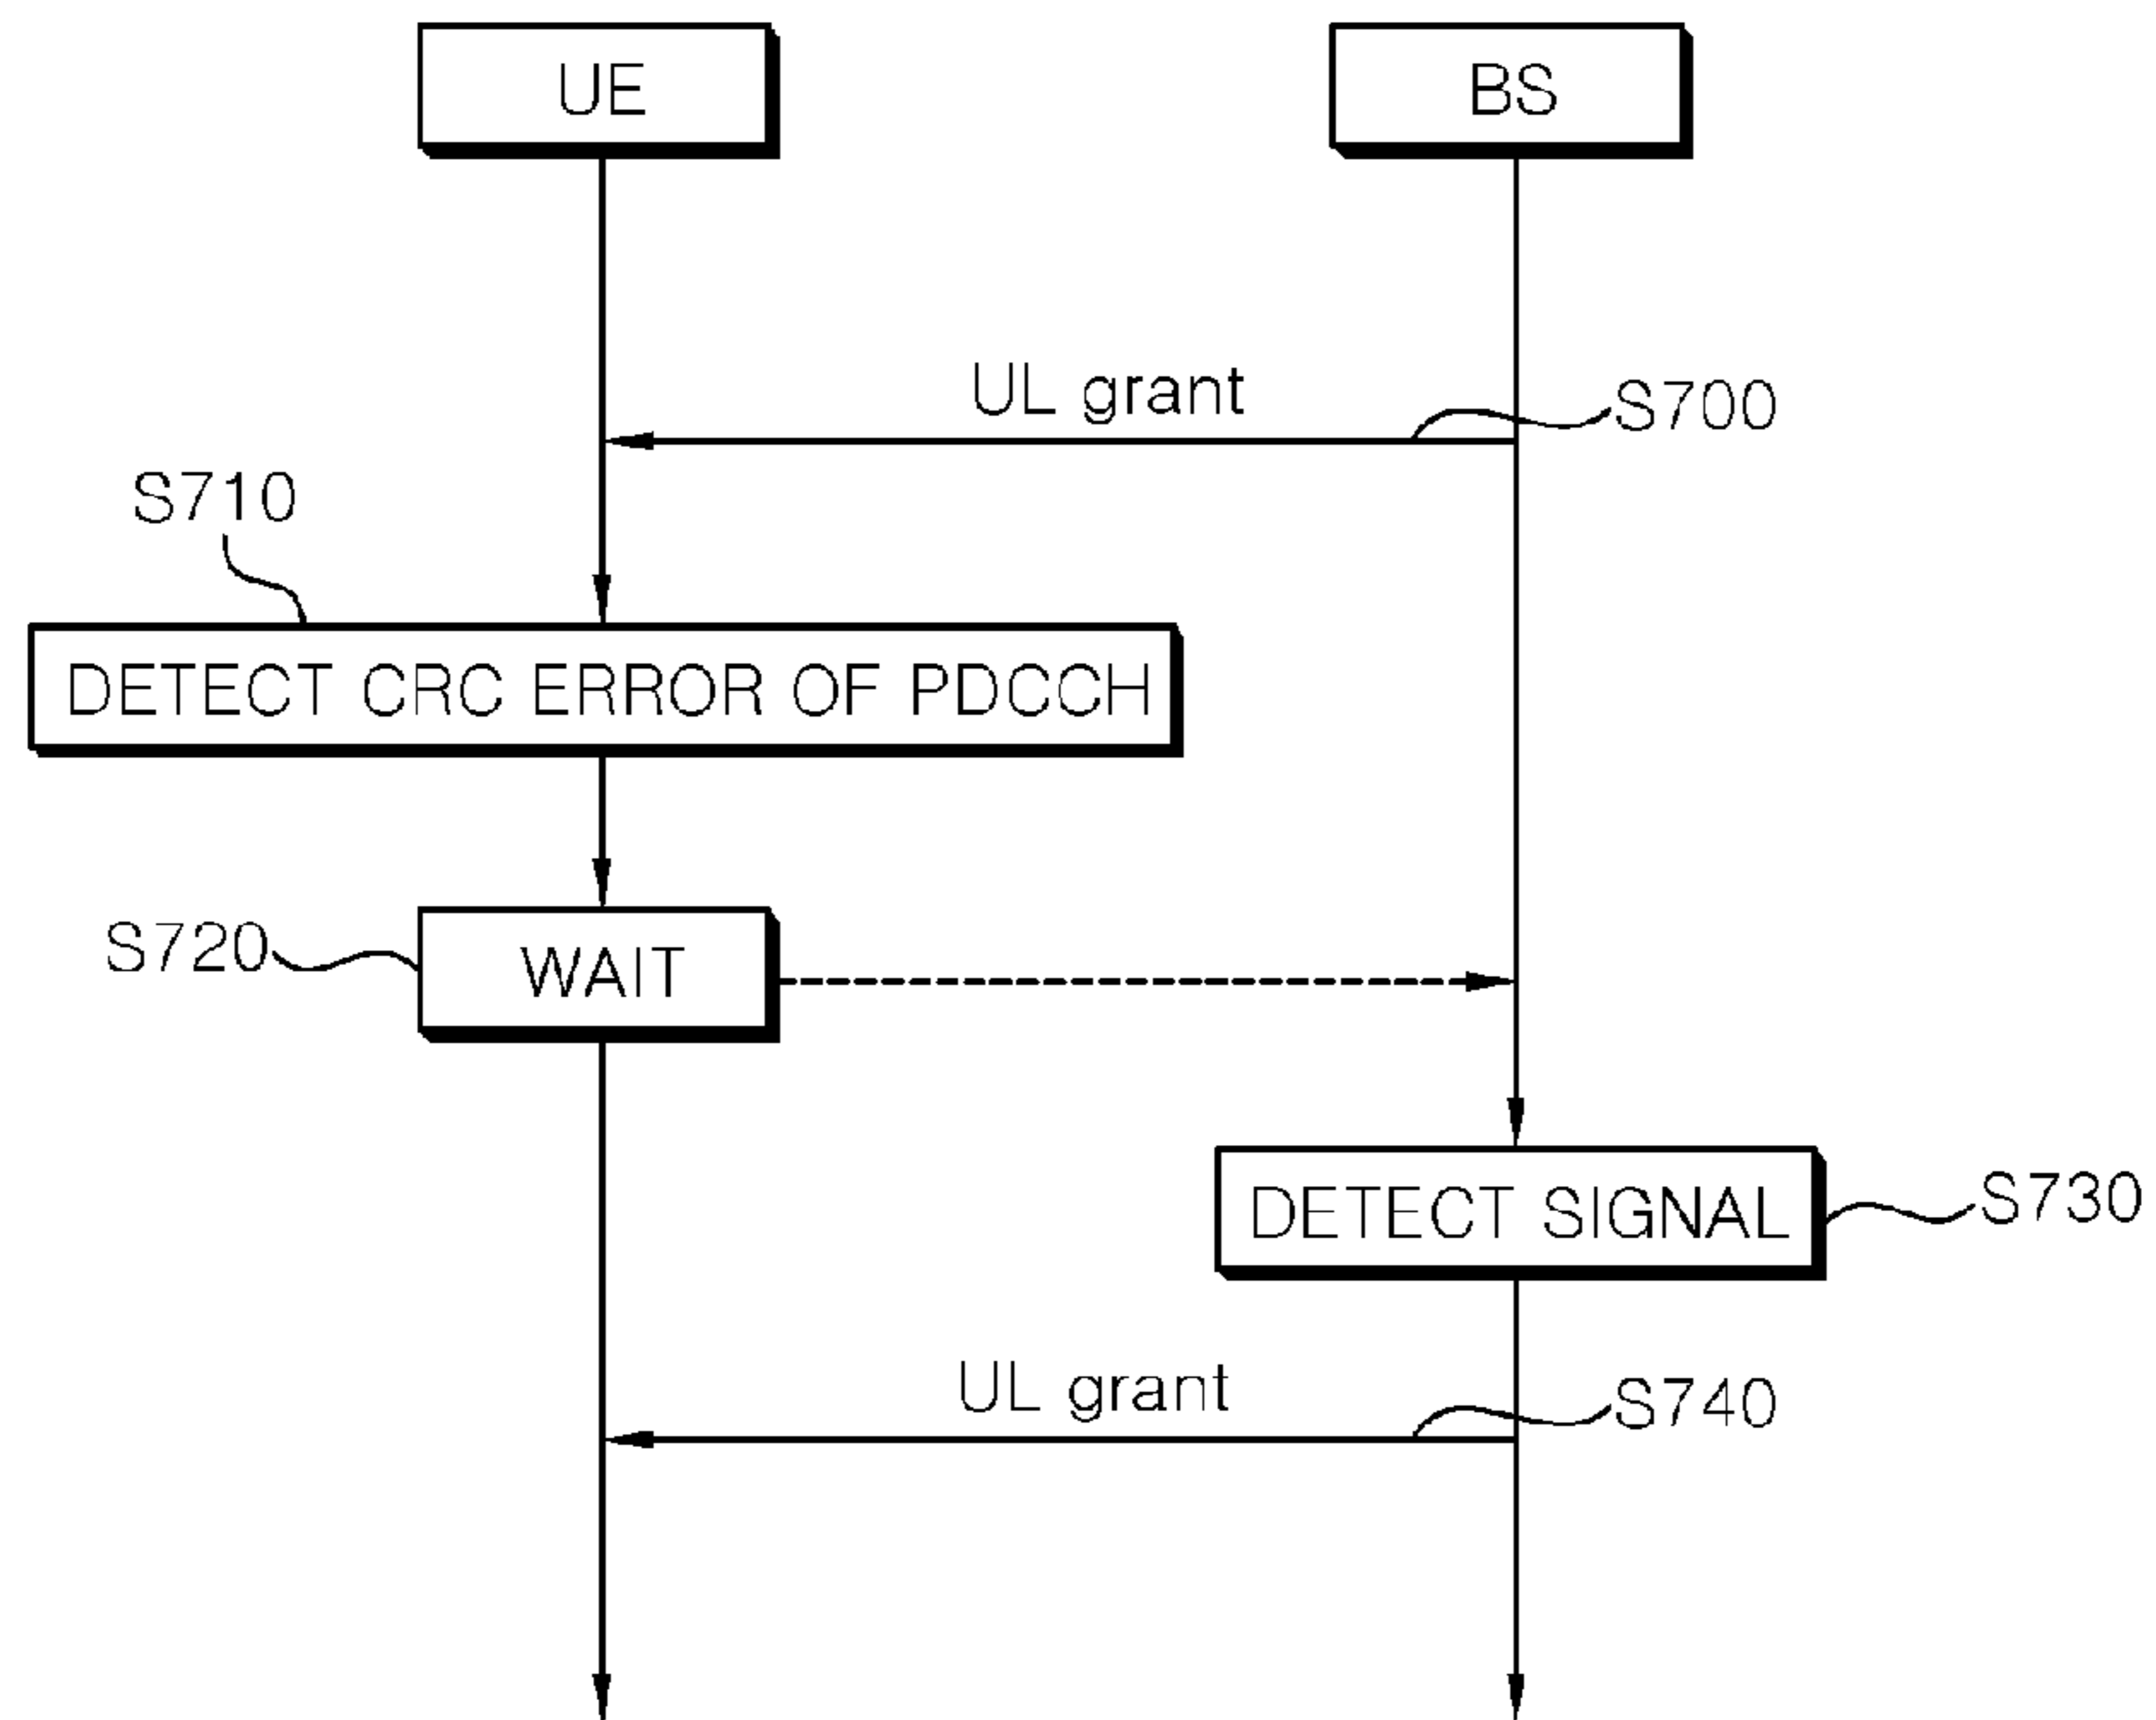 UE
BS
UL grant
S700
S710
DETECT CRC ERROR OF PDCCH
S720
WAIT
DETECT SIGNAL
S730
UL grant
S740